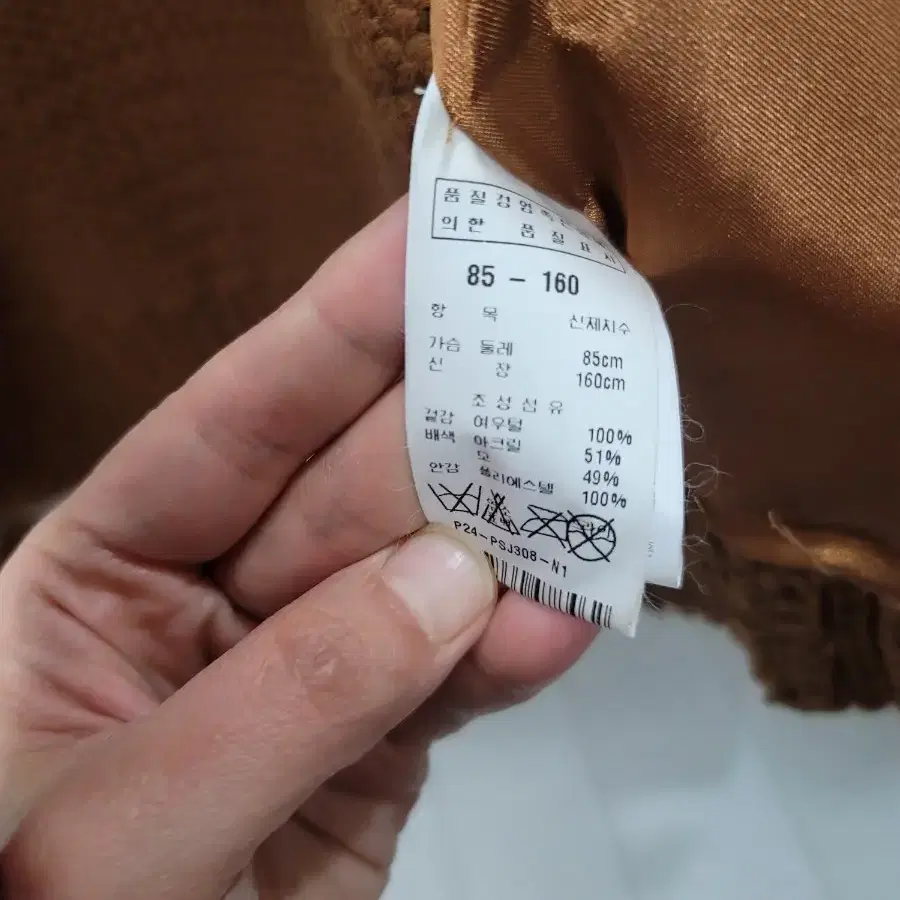 품질경영촉진
의한 품질표시
85 - 160
항 목 신체치수
가슴 둘레 85cm
신 장 160cm
조성섬유
겉감 여우털 100%
배색 아크릴 51%
모 49%
안감 폴리에스텔 100%
P24-PSJ308-N1